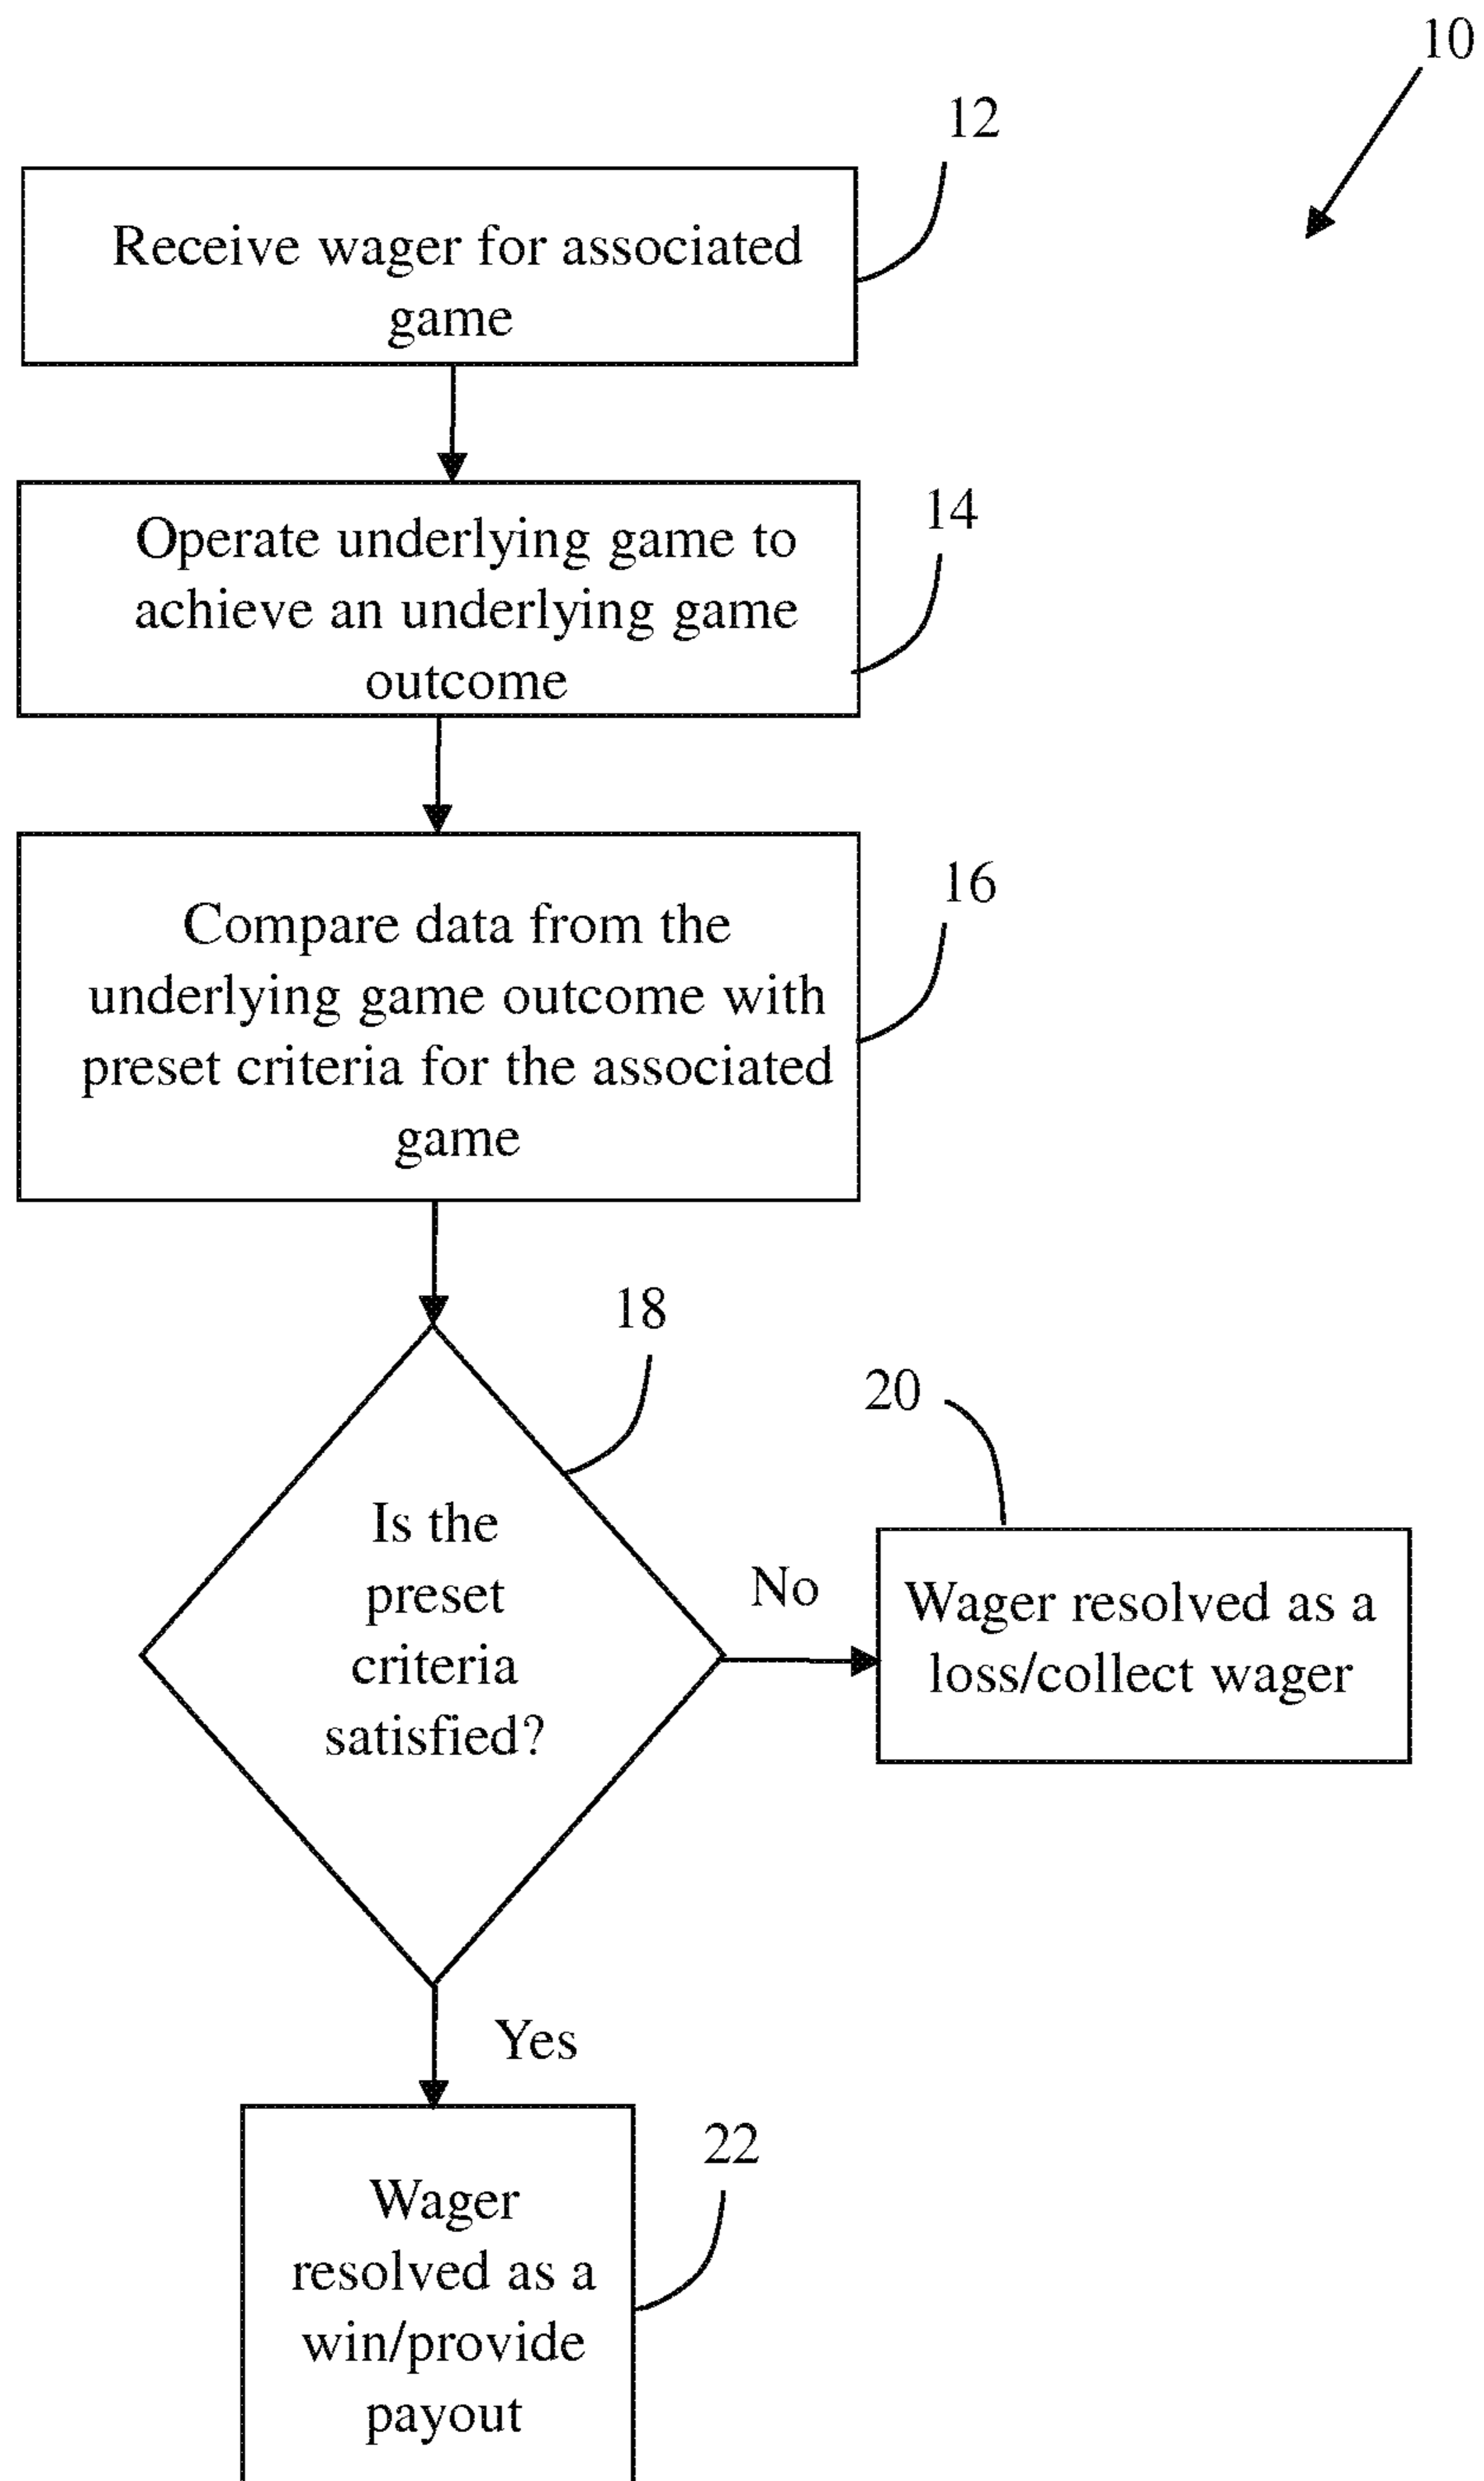 10
12
Receive wager for associated
game
14
Operate underlying game to
achieve an underlying game
outcome
16
Compare data from the
underlying game outcome with
preset criteria for the associated
game
18
Is the
preset
criteria
satisfied?
20
No
Wager resolved as a
loss/collect wager
Yes
22
Wager
resolved as a
win/provide
payout